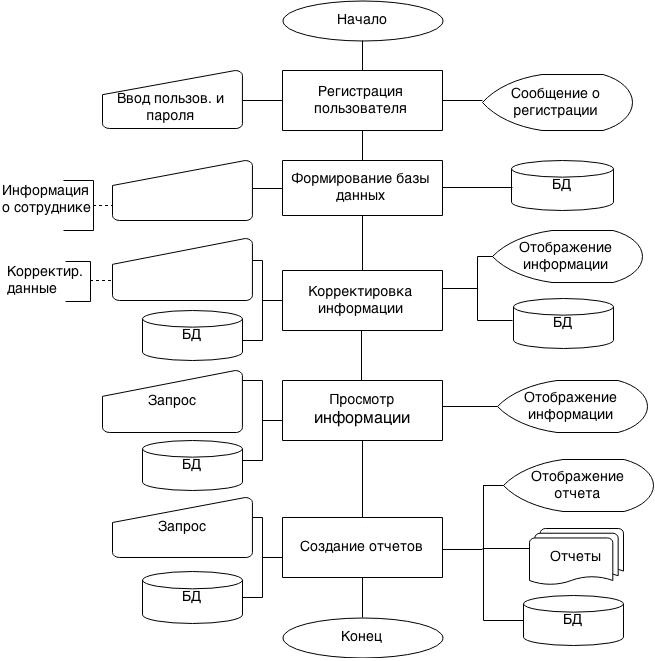 Начало
Ввод пользов. и
пароля
Регистрация
пользователя
Сообщение о
регистрации
Информация
о сотруднике
Формирование базы
данных
БД
Корректир.
данные
БД
Корректировка
информации
Отображение
информации
БД
Запрос
БД
Просмотр
информации
Отображение
информации
Запрос
БД
Создание отчетов
Отображение
отчета
Отчеты
БД
Конец